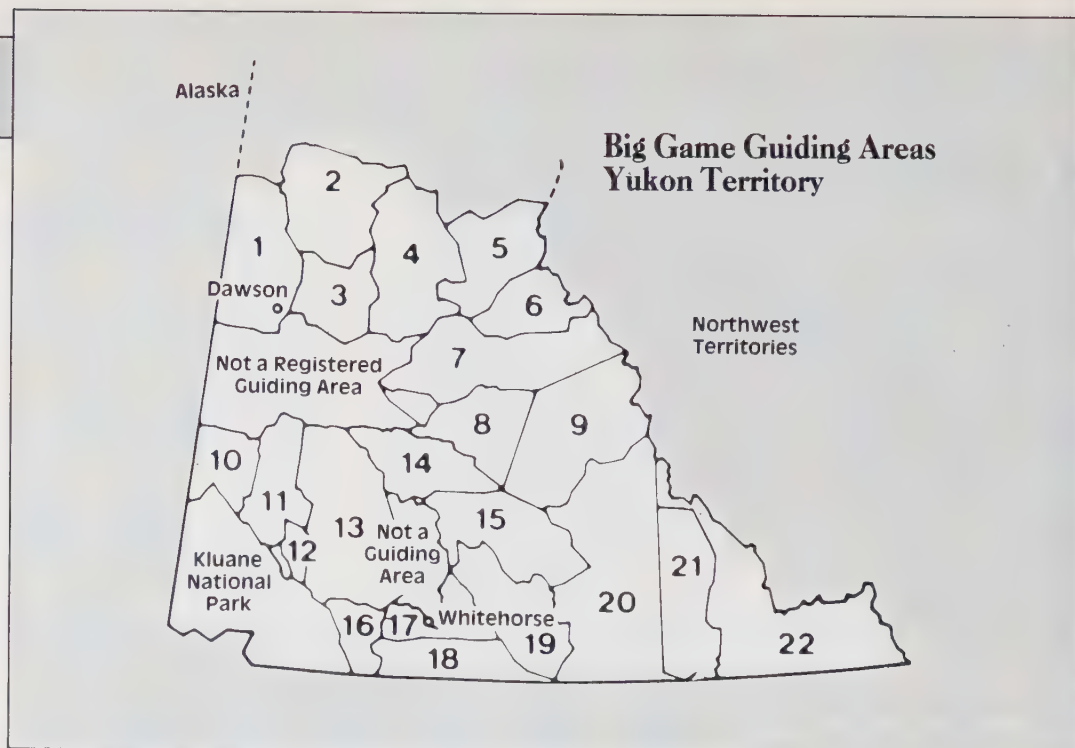 Alaska
Big Game Guiding Areas
Yukon Territory
2
1
4
5
Dawson
3
6
Northwest
Territories
7
Not a Registered
Guiding Area
8
9
10
14
11
13
15
Not a
Guiding
Area
12
Kluane
National
Park
20
21
16
17
Whitehorse
19
18
22